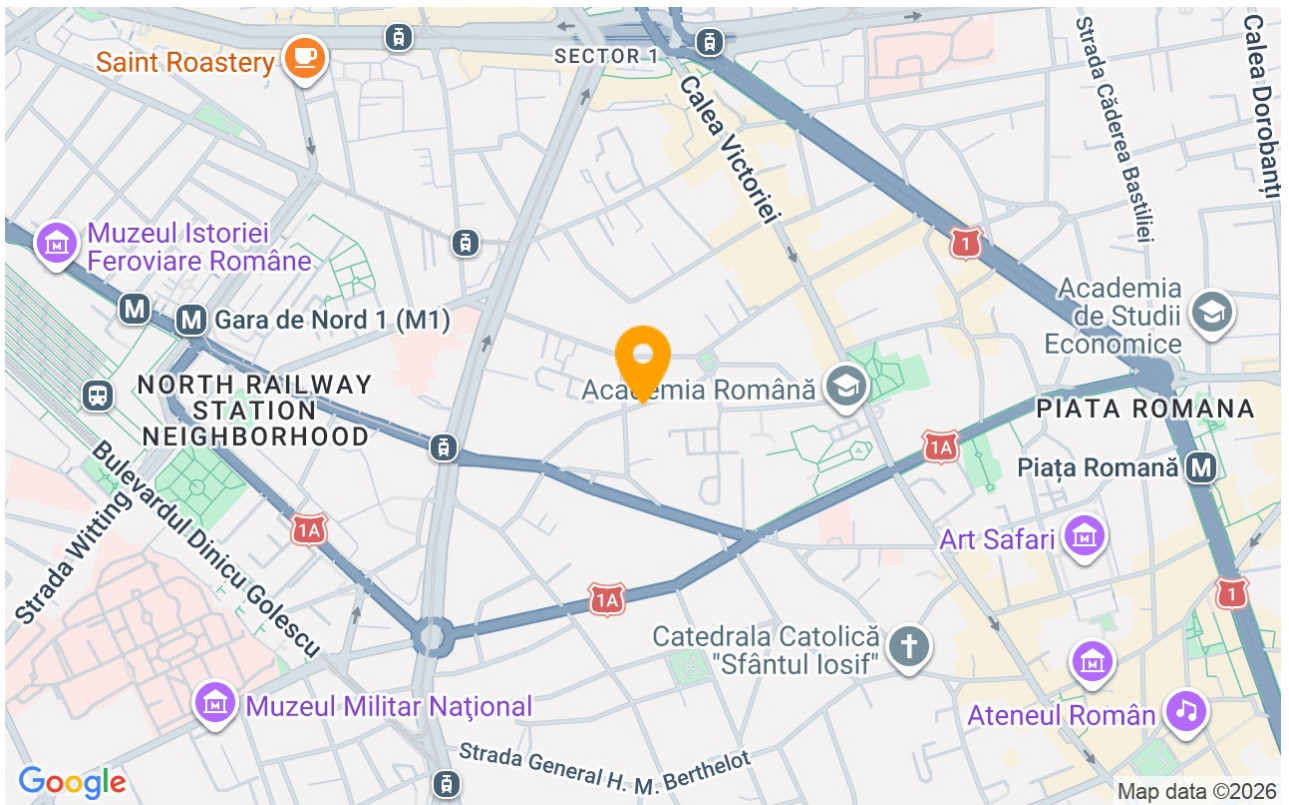 Saint Roastery
SECTOR 1
Calea Victoriei
Strada Căderea Bastiliei
Calea Dorobanți
1
Muzeul Istoriei
Feroviare Române
M
M
Gara de Nord 1 (M1)
Academia
de Studii
Economice
NORTH RAILWAY
STATION
NEIGHBORHOOD
Academia Română
PIATA ROMANA
1A
Piața Romană
M
Bulevardul Dinicu Golescu
Strada Witting
1A
Art Safari
1A
1
Catedrala Catolică
"Sfântul Iosif"
Muzeul Militar Naţional
Ateneul Român
Strada General H. M. Berthelot
Google
Map data ©2026